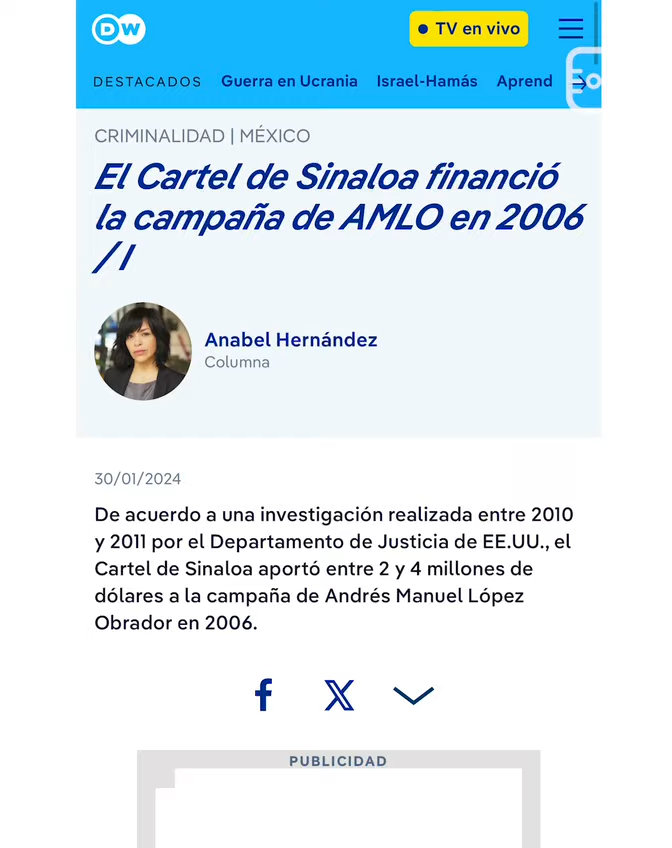 DW
TV en vivo
DESTACADOS Guerra en Ucrania Israel-Hamás Aprend
CRIMINALIDAD | MÉXICO
El Cartel de Sinaloa financió
la campaña de AMLO en 2006
/ I
Anabel Hernández
Columna
30/01/2024
De acuerdo a una investigación realizada entre 2010
y 2011 por el Departamento de Justicia de EE.UU., el
Cartel de Sinaloa aportó entre 2 y 4 millones de
dólares a la campaña de Andrés Manuel López
Obrador en 2006.
PUBLICIDAD